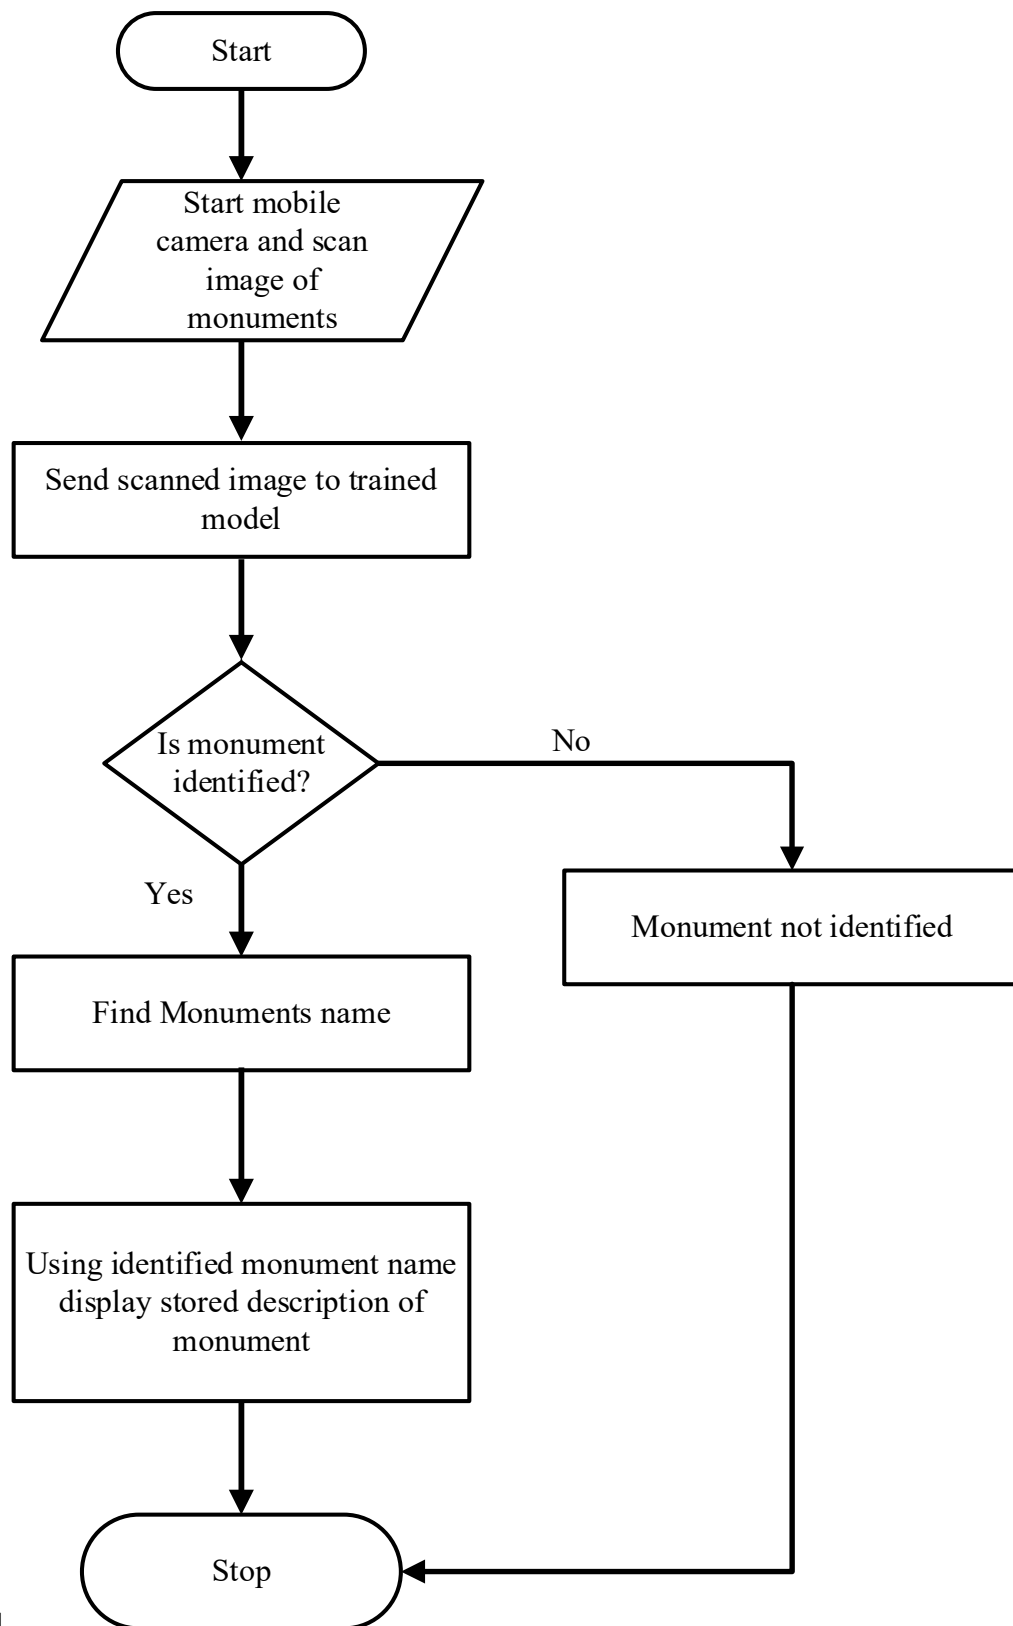 Start
Start mobile
camera and scan
image of
monuments
Send scanned image to trained
model
Is monument
identified?
No
Yes
Monument not identified
Find Monuments name
Using identified monument name
display stored description of
monument
Stop